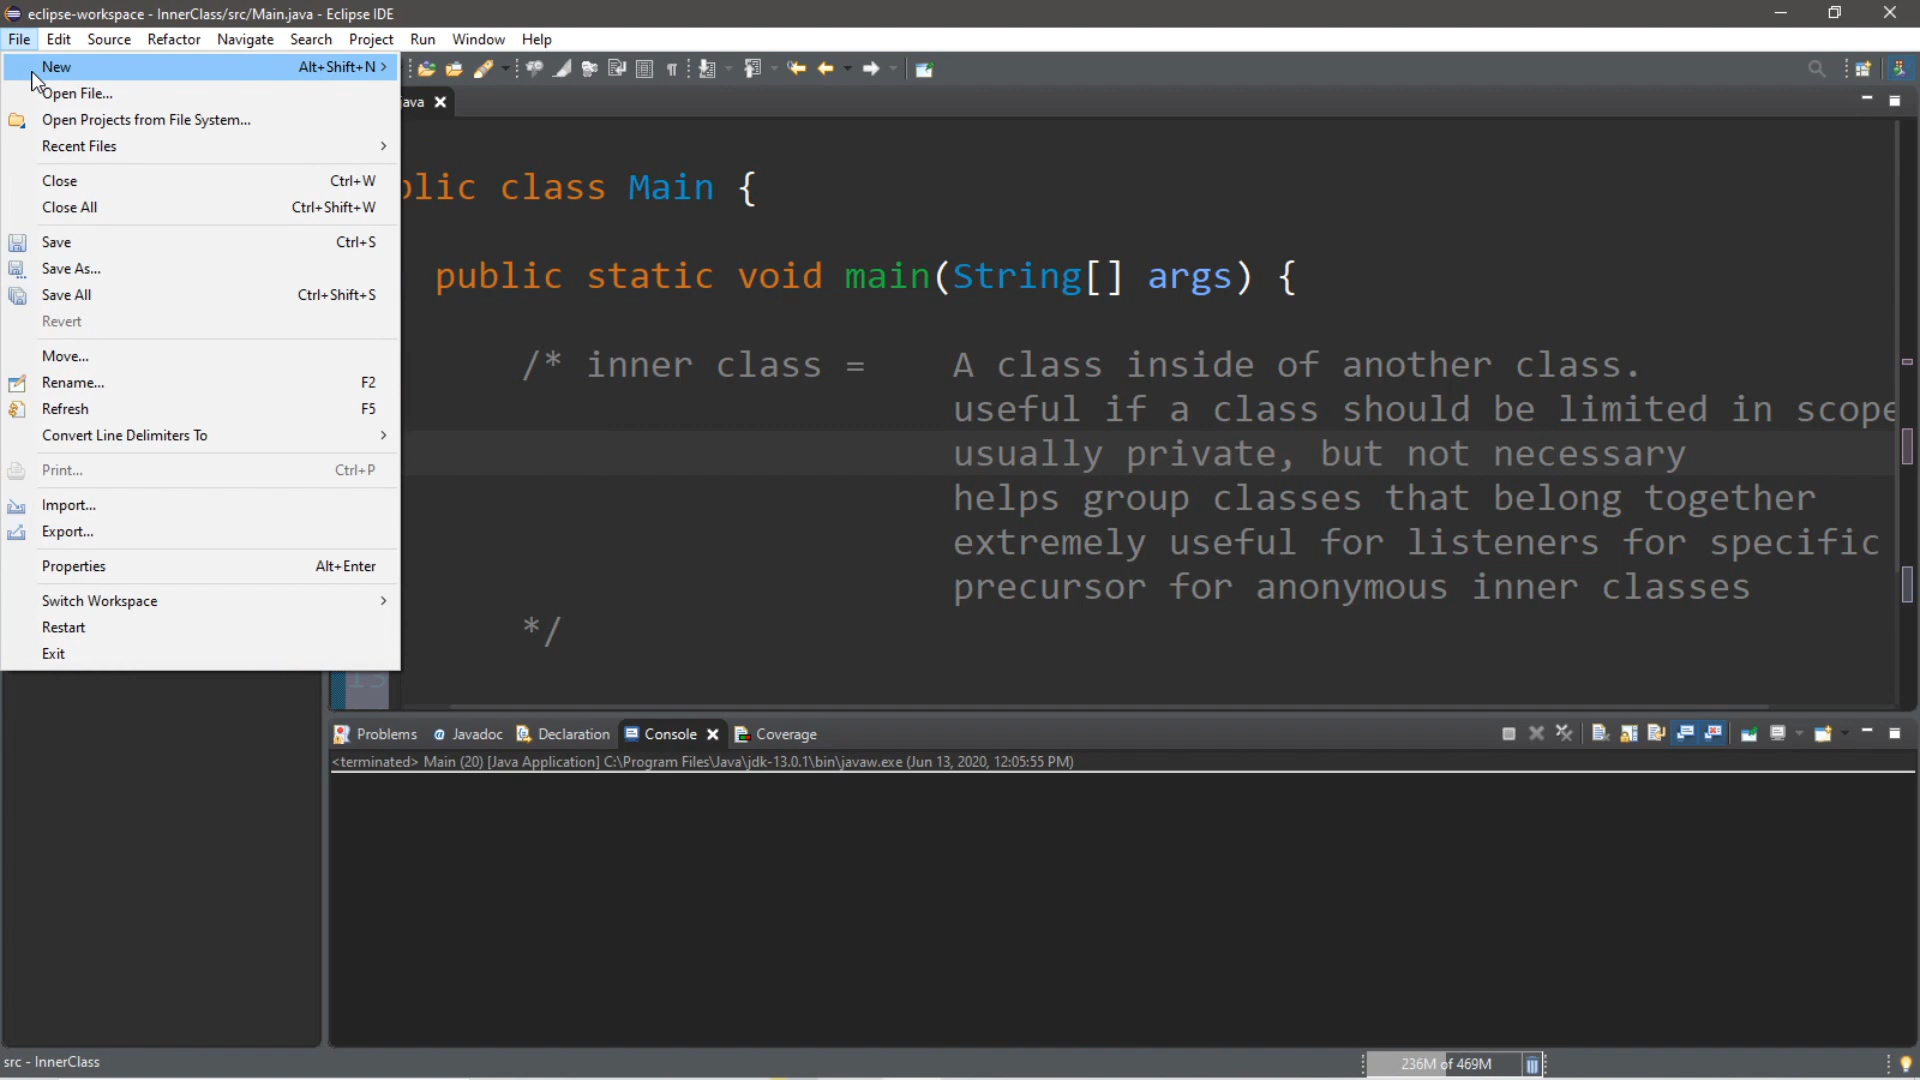 eclipse-workspace - InnerClass/src/Main.java - Eclipse IDE
File Edit Source Refactor Navigate Search Project Run Window Help
New Alt+Shift+N
Open File...
Open Projects from File System...
Recent Files
Close Ctrl+W
Close All Ctrl+Shift+W
Save Ctrl+S
Save As...
Save All Ctrl+Shift+S
Revert
Move...
Rename... F2
Refresh F5
Convert Line Delimiters To
Print... Ctrl+P
Import...
Export...
Properties Alt+Enter
Switch Workspace
Restart
Exit
ava
blic class Main {
public static void main(String[] args) {
/* inner class = A class inside of another class.
useful if a class should be limited in scope
usually private, but not necessary
helps group classes that belong together
extremely useful for listeners for specific
precursor for anonymous inner classes
*/
13
Problems @ Javadoc Declaration Console Coverage
<terminated> Main (20) [Java Application] C:\Program Files\Java\jdk-13.0.1\bin\javaw.exe (Jun 13, 2020, 12:05:55 PM)
src - InnerClass
236M of 469M